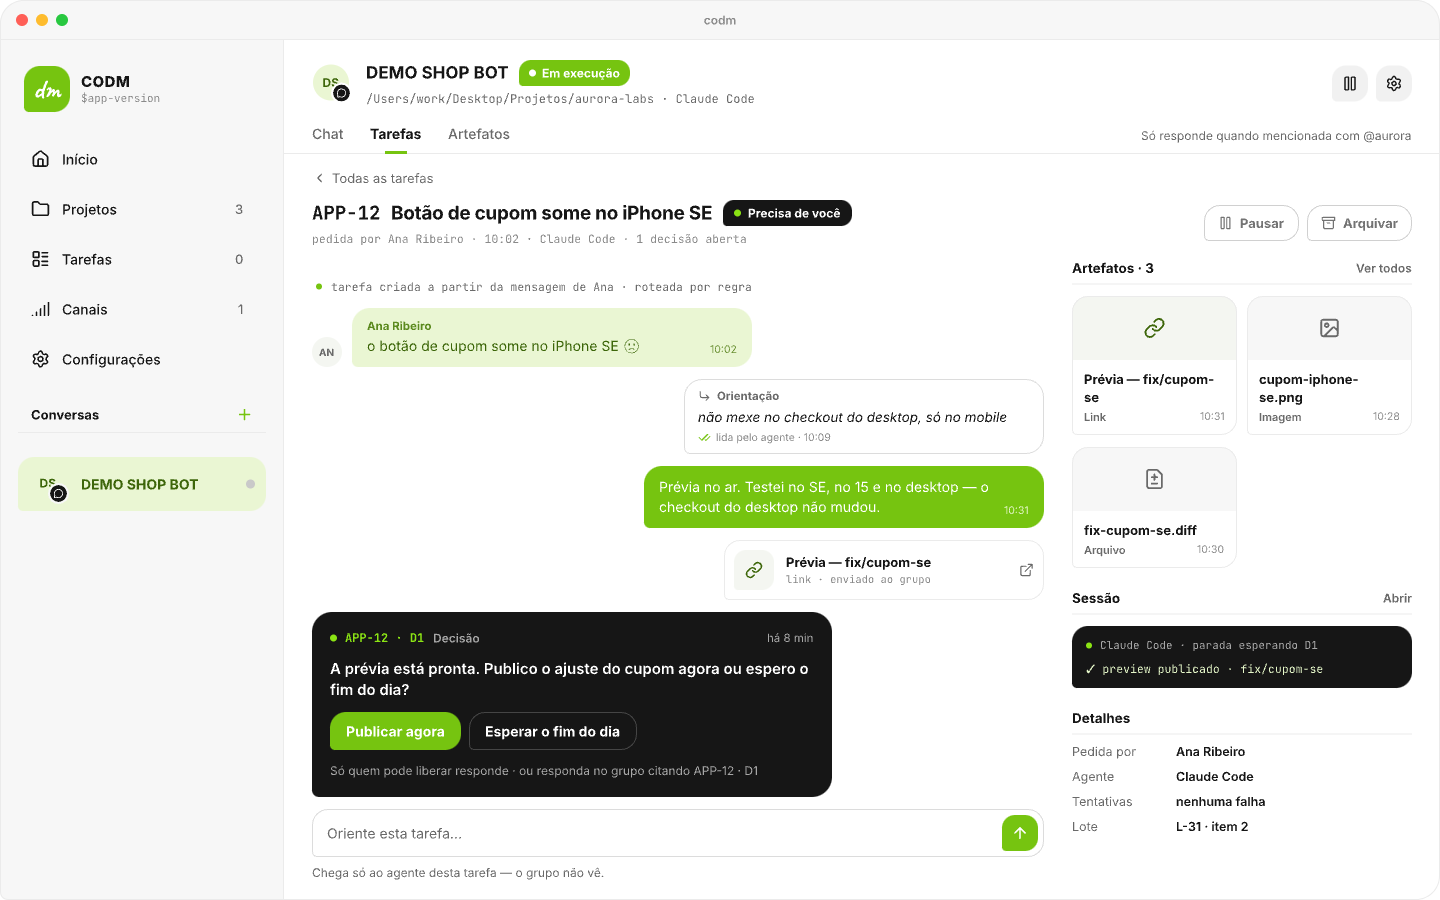 codm
dm
CODM
$app-version
Início
Projetos
3
Tarefas
0
Canais
1
Configurações
Conversas
DS
DEMO SHOP BOT
DS
DEMO SHOP BOT
Em execução
/Users/work/Desktop/Projetos/aurora-labs · Claude Code
Chat
Tarefas
Artefatos
Só responde quando mencionada com @aurora
Todas as tarefas
APP-12 Botão de cupom some no iPhone SE
Precisa de você
pedida por Ana Ribeiro · 10:02 · Claude Code · 1 decisão aberta
Pausar
Arquivar
tarefa criada a partir da mensagem de Ana · roteada por regra
AN
Ana Ribeiro
o botão de cupom some no iPhone SE 🙁
10:02
Orientação
não mexe no checkout do desktop, só no mobile
lida pelo agente · 10:09
Prévia no ar. Testei no SE, no 15 e no desktop — o
checkout do desktop não mudou.
10:31
Prévia — fix/cupom-se
link · enviado ao grupo
APP-12 · D1 Decisão
há 8 min
A prévia está pronta. Publico o ajuste do cupom agora ou espero o
fim do dia?
Publicar agora
Esperar o fim do dia
Só quem pode liberar responde · ou responda no grupo citando APP-12 · D1
Oriente esta tarefa...
Chega só ao agente desta tarefa — o grupo não vê.
Artefatos · 3
Ver todos
Prévia — fix/cupom-
se
Link
10:31
cupom-iphone-
se.png
Imagem
10:28
fix-cupom-se.diff
Arquivo
10:30
Sessão
Abrir
Claude Code · parada esperando D1
✓ preview publicado · fix/cupom-se
Detalhes
Pedida por
Ana Ribeiro
Agente
Claude Code
Tentativas
nenhuma falha
Lote
L-31 · item 2